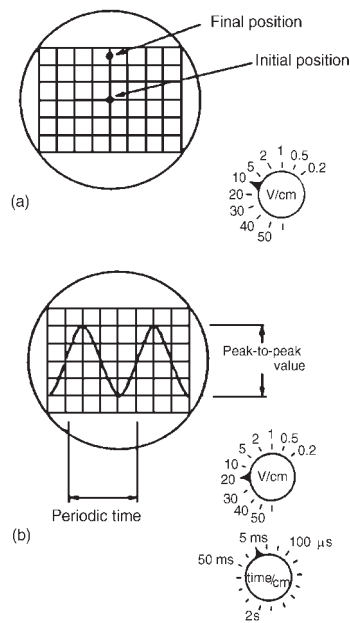 Final position
Initial position
10 5 2 1 0.5 0.2
20
30
40
50
V/cm
(a)
Peak-to-peak
value
Periodic time
10 5 2 1 0.5 0.2
20
30
40
50
V/cm
(b)
50 ms 5 ms 100 μs
time/cm
2s